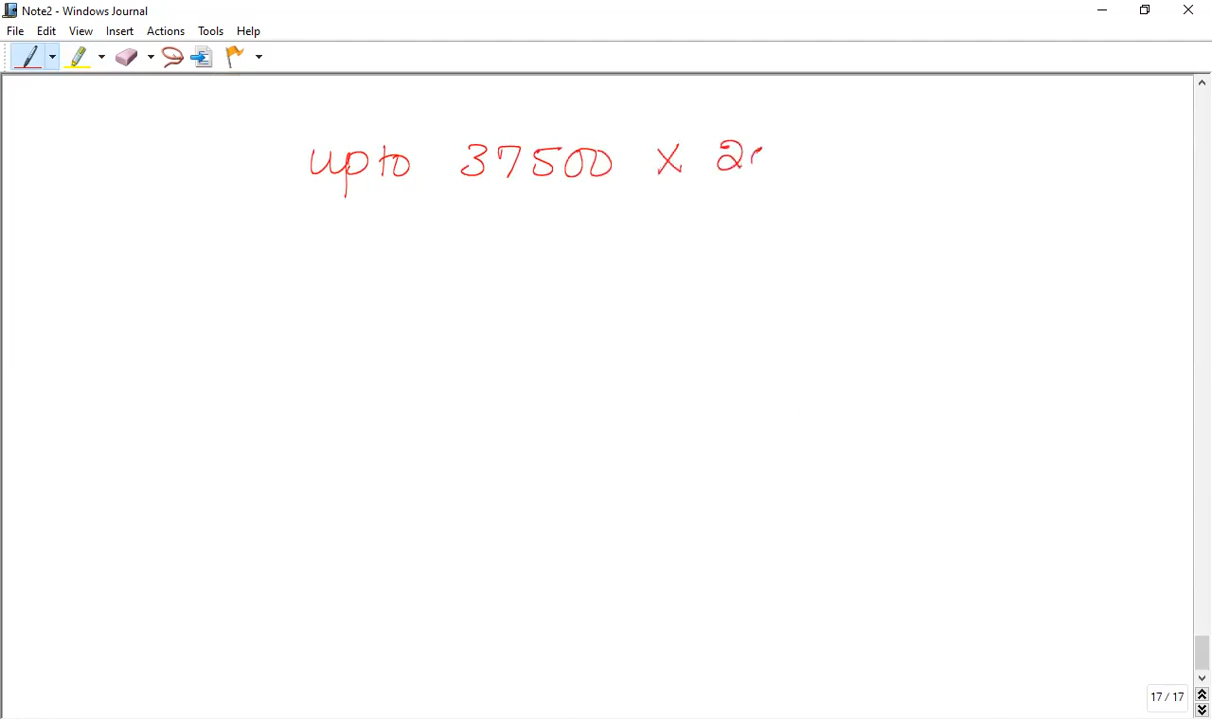 Note2 - Windows Journal
File Edit View Insert Actions Tools Help
upto 37500 x 2
17 / 17